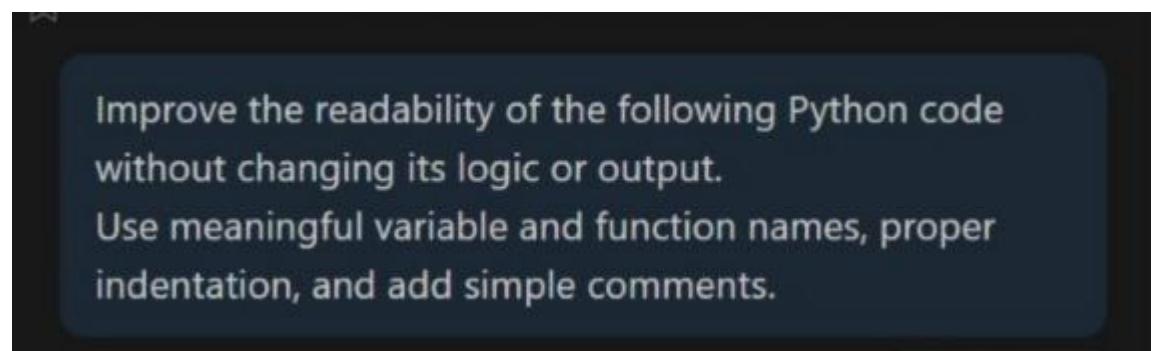 Improve the readability of the following Python code
without changing its logic or output.
Use meaningful variable and function names, proper
indentation, and add simple comments.